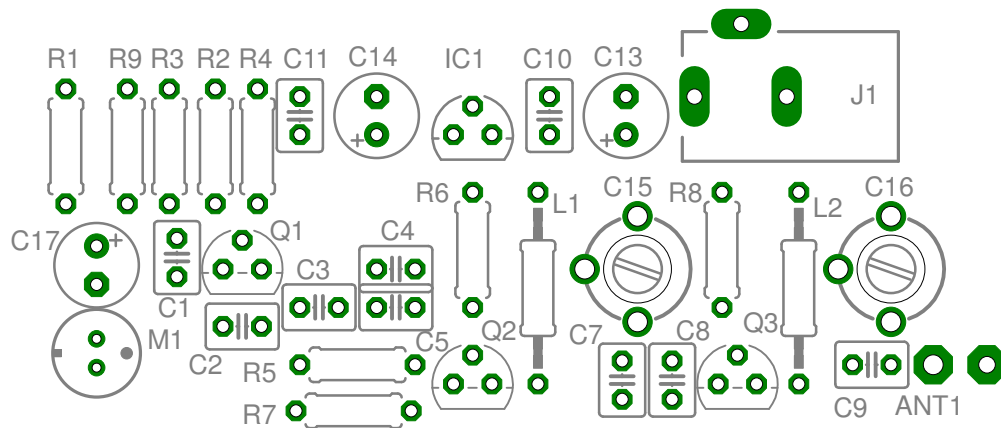 R1 R9 R3 R2 R4 C11 C14 IC1 C10 C13
J1
R6 L1 C15 R8 L2 C16
C17 Q1 C4
C1 C3
M1 C2 C5 Q2 C7 C8 Q3
R5
R7 C9 ANT1